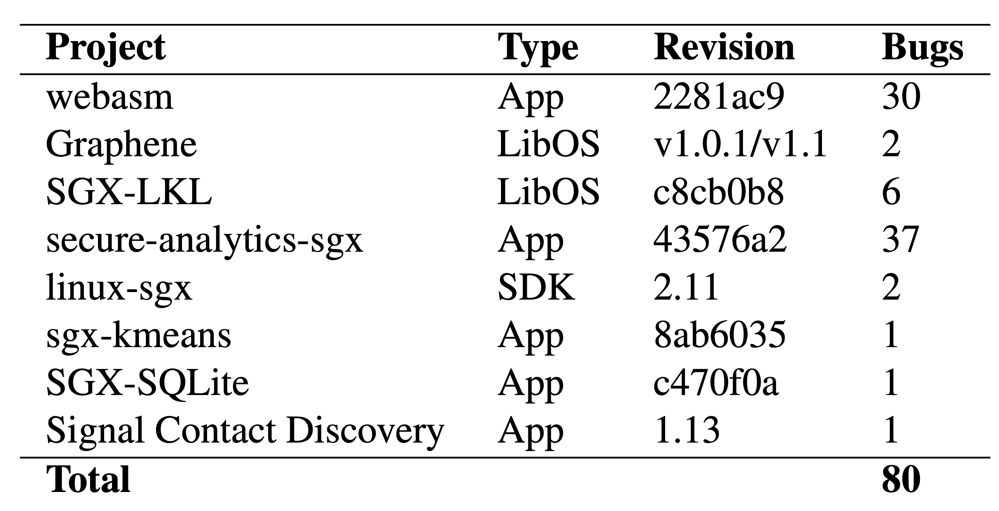 Project Type Revision Bugs
webasm App 2281ac9 30
Graphene LibOS v1.0.1/v1.1 2
SGX-LKL LibOS c8cb0b8 6
secure-analytics-sgx App 43576a2 37
linux-sgx SDK 2.11 2
sgx-kmeans App 8ab6035 1
SGX-SQLite App c470f0a 1
Signal Contact Discovery App 1.13 1
Total 80